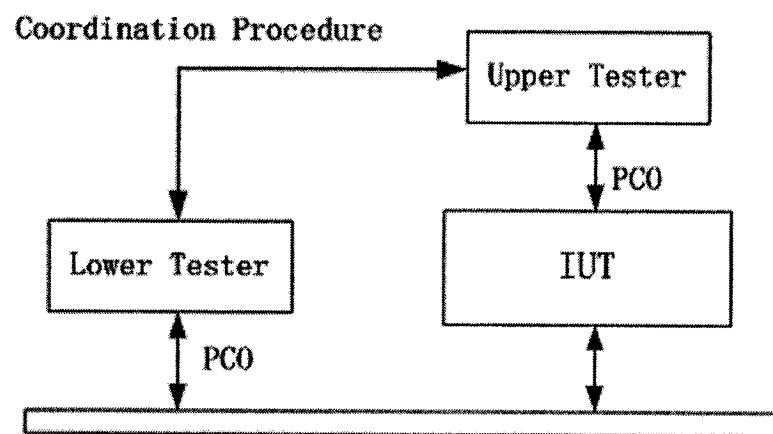 Coordination Procedure
Upper Tester
PCO
Lower Tester
IUT
PCO